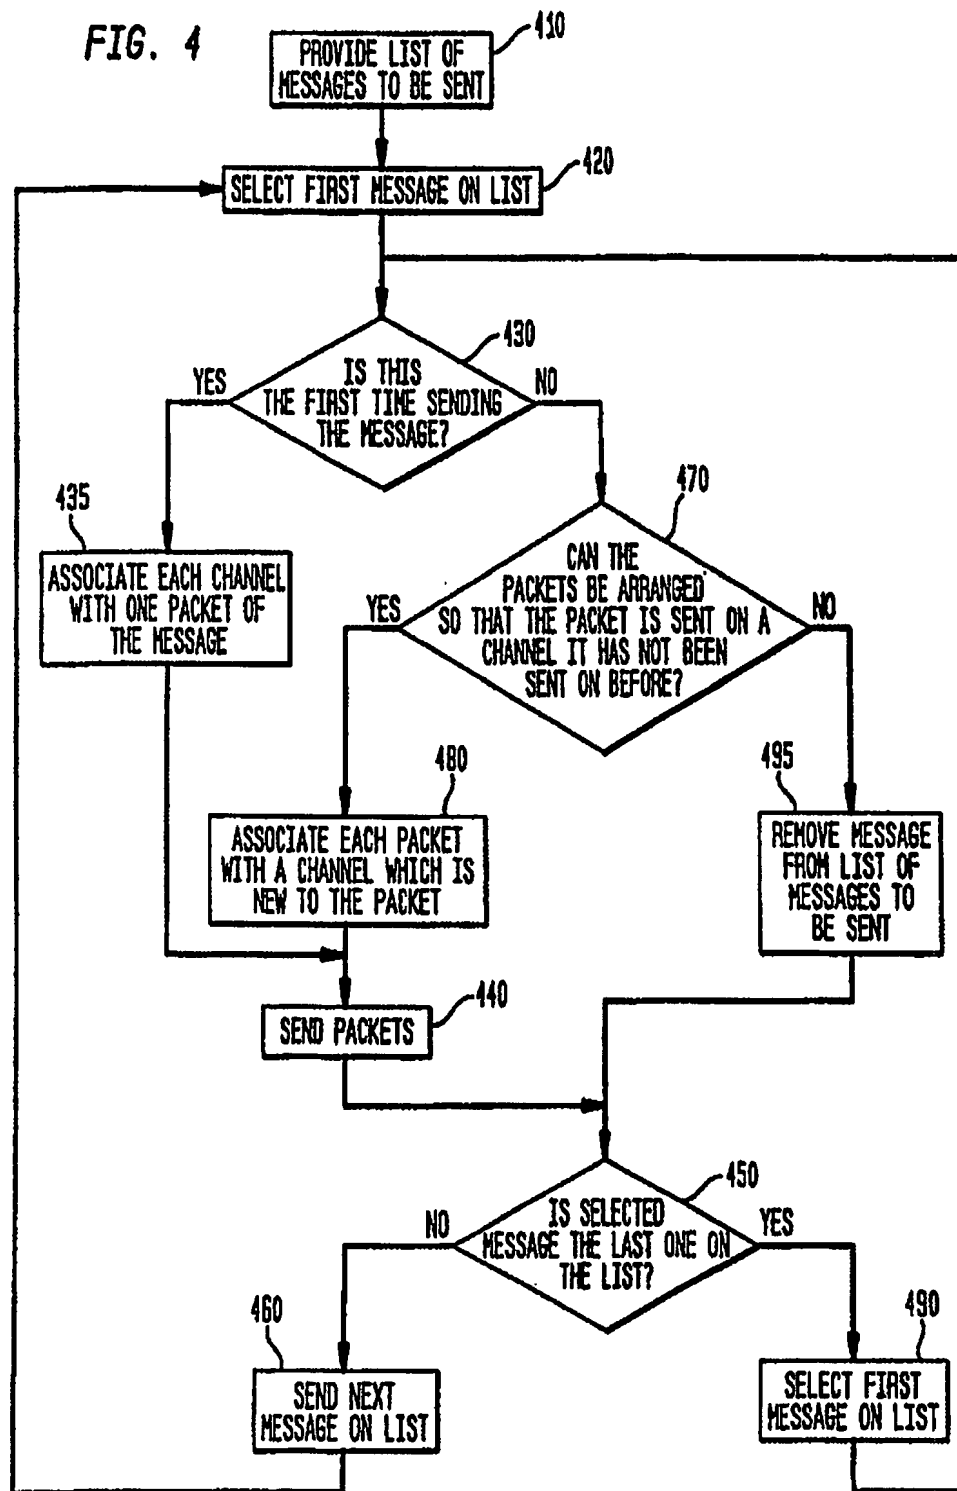 FIG. 4
410
PROVIDE LIST OF
MESSAGES TO BE SENT
420
SELECT FIRST MESSAGE ON LIST
430
IS THIS
THE FIRST TIME SENDING
THE MESSAGE?
YES
NO
435
ASSOCIATE EACH CHANNEL
WITH ONE PACKET OF
THE MESSAGE
470
CAN THE
PACKETS BE ARRANGED
SO THAT THE PACKET IS SENT ON A
CHANNEL IT HAS NOT BEEN
SENT ON BEFORE?
YES
NO
480
ASSOCIATE EACH PACKET
WITH A CHANNEL WHICH IS
NEW TO THE PACKET
495
REMOVE MESSAGE
FROM LIST OF
MESSAGES TO
BE SENT
440
SEND PACKETS
450
IS SELECTED
MESSAGE THE LAST ONE ON
THE LIST?
NO
YES
460
SEND NEXT
MESSAGE ON LIST
490
SELECT FIRST
MESSAGE ON LIST